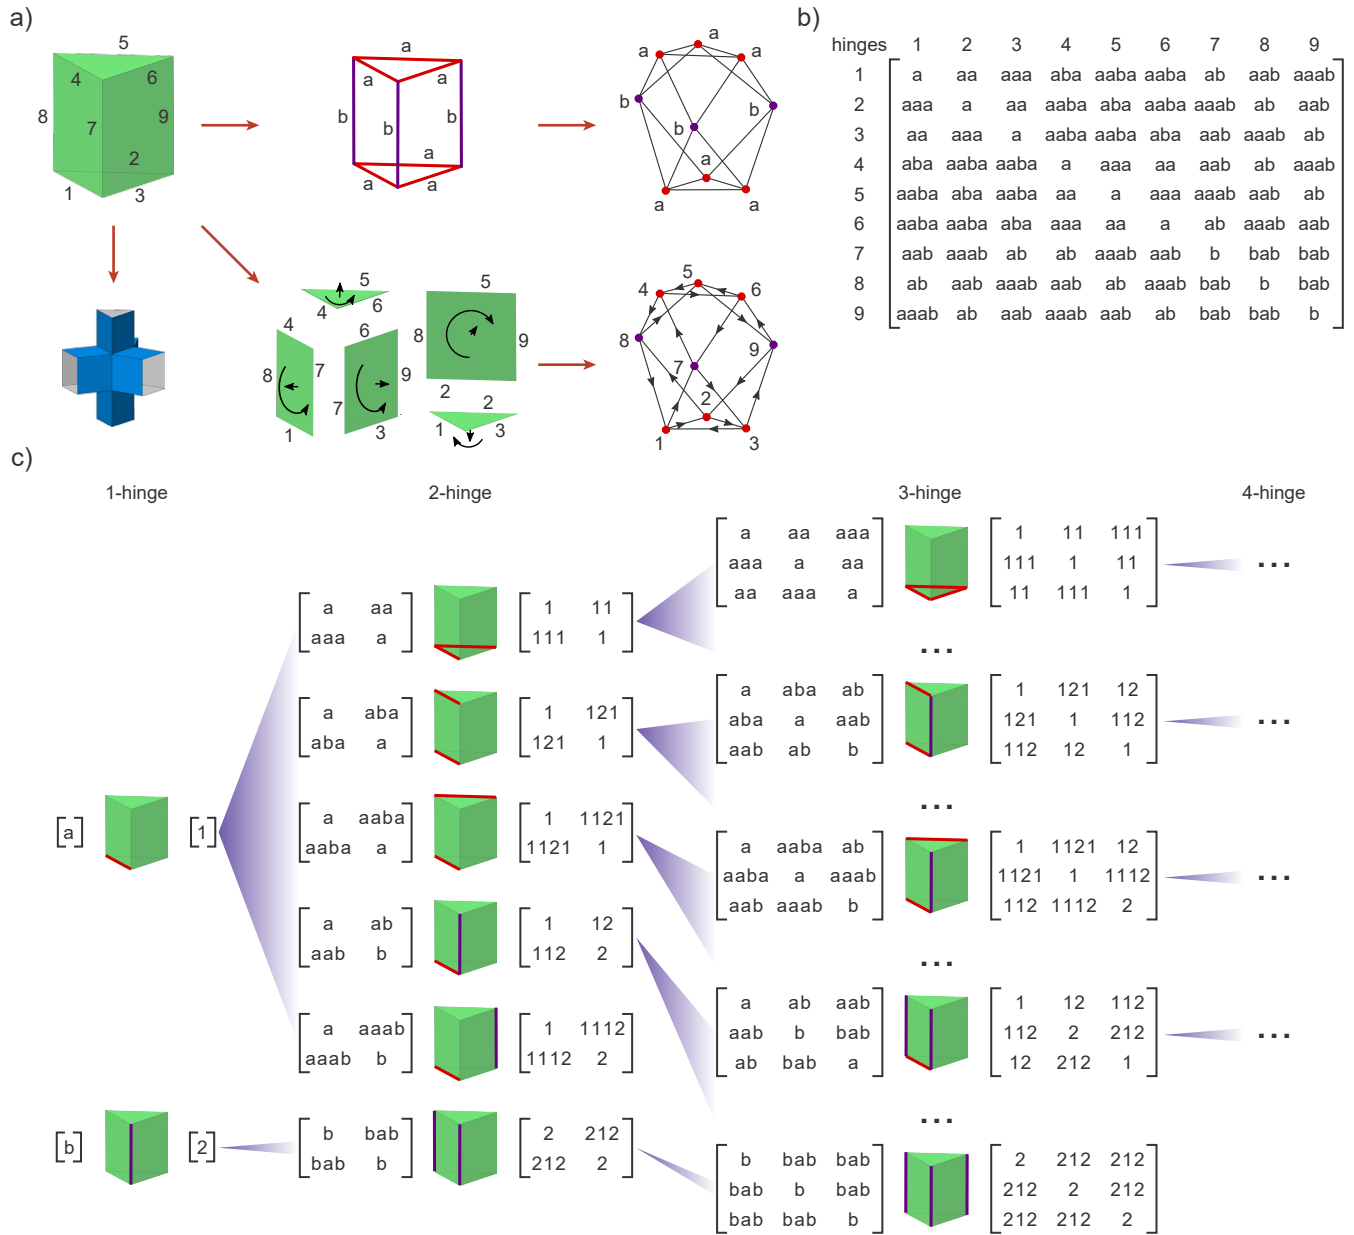 a)
5
4 6
8 7 9
2
1 3
a
a a
b b b
a
a a
a
a a
b b
b
a
a a
5
4 6
4
8 7
1
6
9
7
3
5
8 9
2
2
1 3
5
4 6
8 7 9
2
1 3
b)
hinges 1 2 3 4 5 6 7 8 9
1 a aa aaa aba aaba aaba ab aab aaab
2 aaa a aa aaba aba aaba aaab ab aab
3 aa aaa a aaba aaba aba aab aaab ab
4 aba aaba aaba a aaa aa aab ab aaab
5 aaba aba aaba aa a aaa aaab aab ab
6 aaba aaba aba aaa aa a ab aaab aab
7 aab aaab ab ab aaab aab b bab bab
8 ab aab aaab aab ab aaab bab b bab
9 aaab ab aab aaab aab ab bab bab b
c)
1-hinge 2-hinge 3-hinge 4-hinge
a aa aaa 1 11 111
aaa a aa 111 1 11 ...
aa aaa a 11 111 1
a aa 1 11
aaa a 111 1
...
a aba ab 1 121 12
aba a aab 121 1 112 ...
aab ab b 112 12 1
a aba 1 121
aba a 121 1
...
a aaba 1 1121
aaba a 1121 1
[a] [1]
a aaba ab 1 1121 12
aaba a aaab 1121 1 1112 ...
aab aaab b 112 1112 2
a ab 1 12
aab b 112 2
...
a ab aab 1 12 112
aab b bab 112 2 212 ...
ab bab a 12 212 1
a aaab 1 1112
aaab b 1112 2
...
[b] [2]
b bab 2 212
bab b 212 2
b bab bab 2 212 212
bab b bab 212 2 212
bab bab b 212 212 2